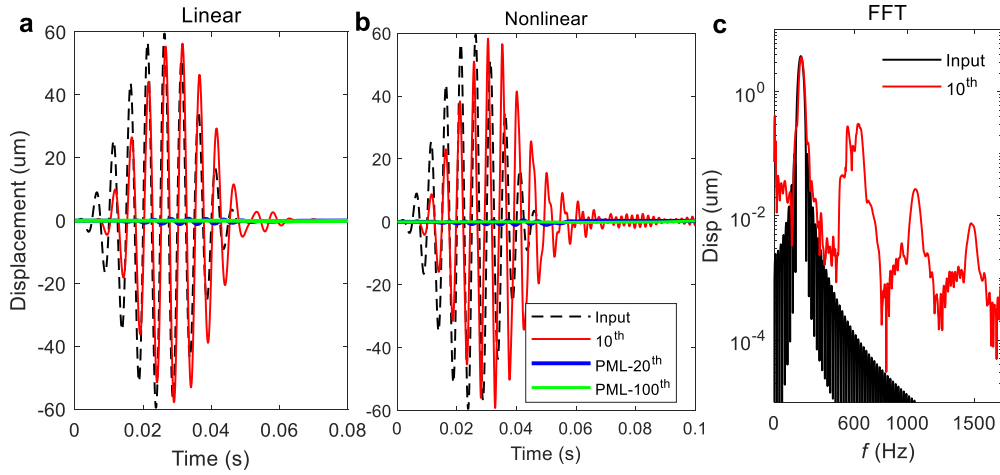 a
Linear
60
40
20
0
-20
-40
-60
Displacement (um)
0
0.02
0.04
0.06
0.08
Time (s)
b
Nonlinear
60
40
20
0
-20
-40
-60
0
0.02
0.04
0.06
0.08
0.1
Time (s)
Input
10th
PML-20th
PML-100th
c
FFT
Input
10th
10^0
10^-2
10^-4
Disp (um)
0
600
1000
1500
f (Hz)